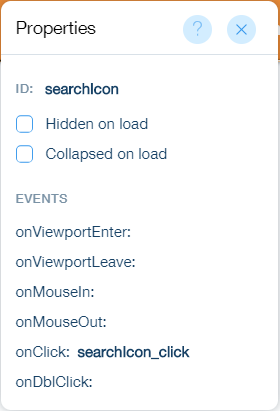 Properties
?
ID: searchIcon
Hidden on load
Collapsed on load
EVENTS
onViewportEnter:
onViewportLeave:
onMouseIn:
onMouseOut:
onClick: searchIcon_click
onDblClick: